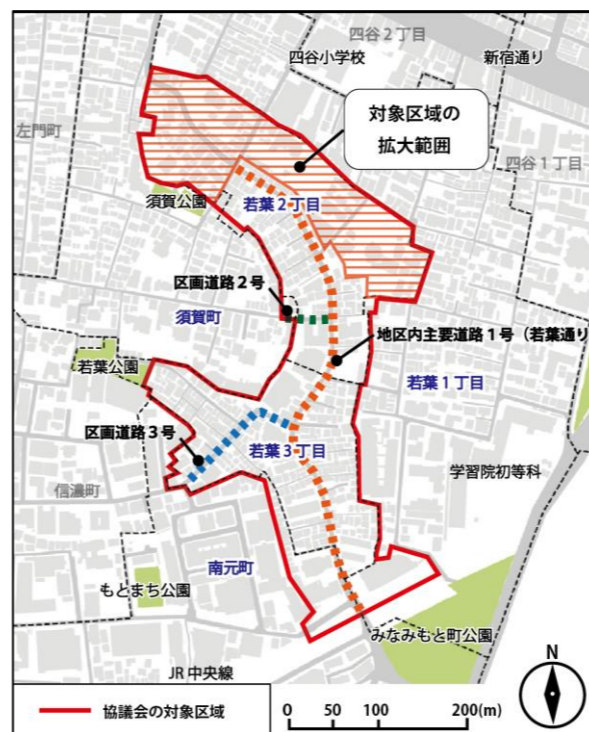 四谷2丁目
四谷小学校
新宿通り
対象区域の
拡大範囲
左門町
四谷1丁目
須賀公園
若葉2丁目
区画道路2号
須賀町
地区内主要道路1号（若葉通り
若葉公園
若葉1丁目
区画道路3号
若葉3丁目
学習院初等科
信濃町
南元町
もとまち公園
みなみもと町公園
JR中央線
N
協議会の対象区域
0 50 100 200(m)